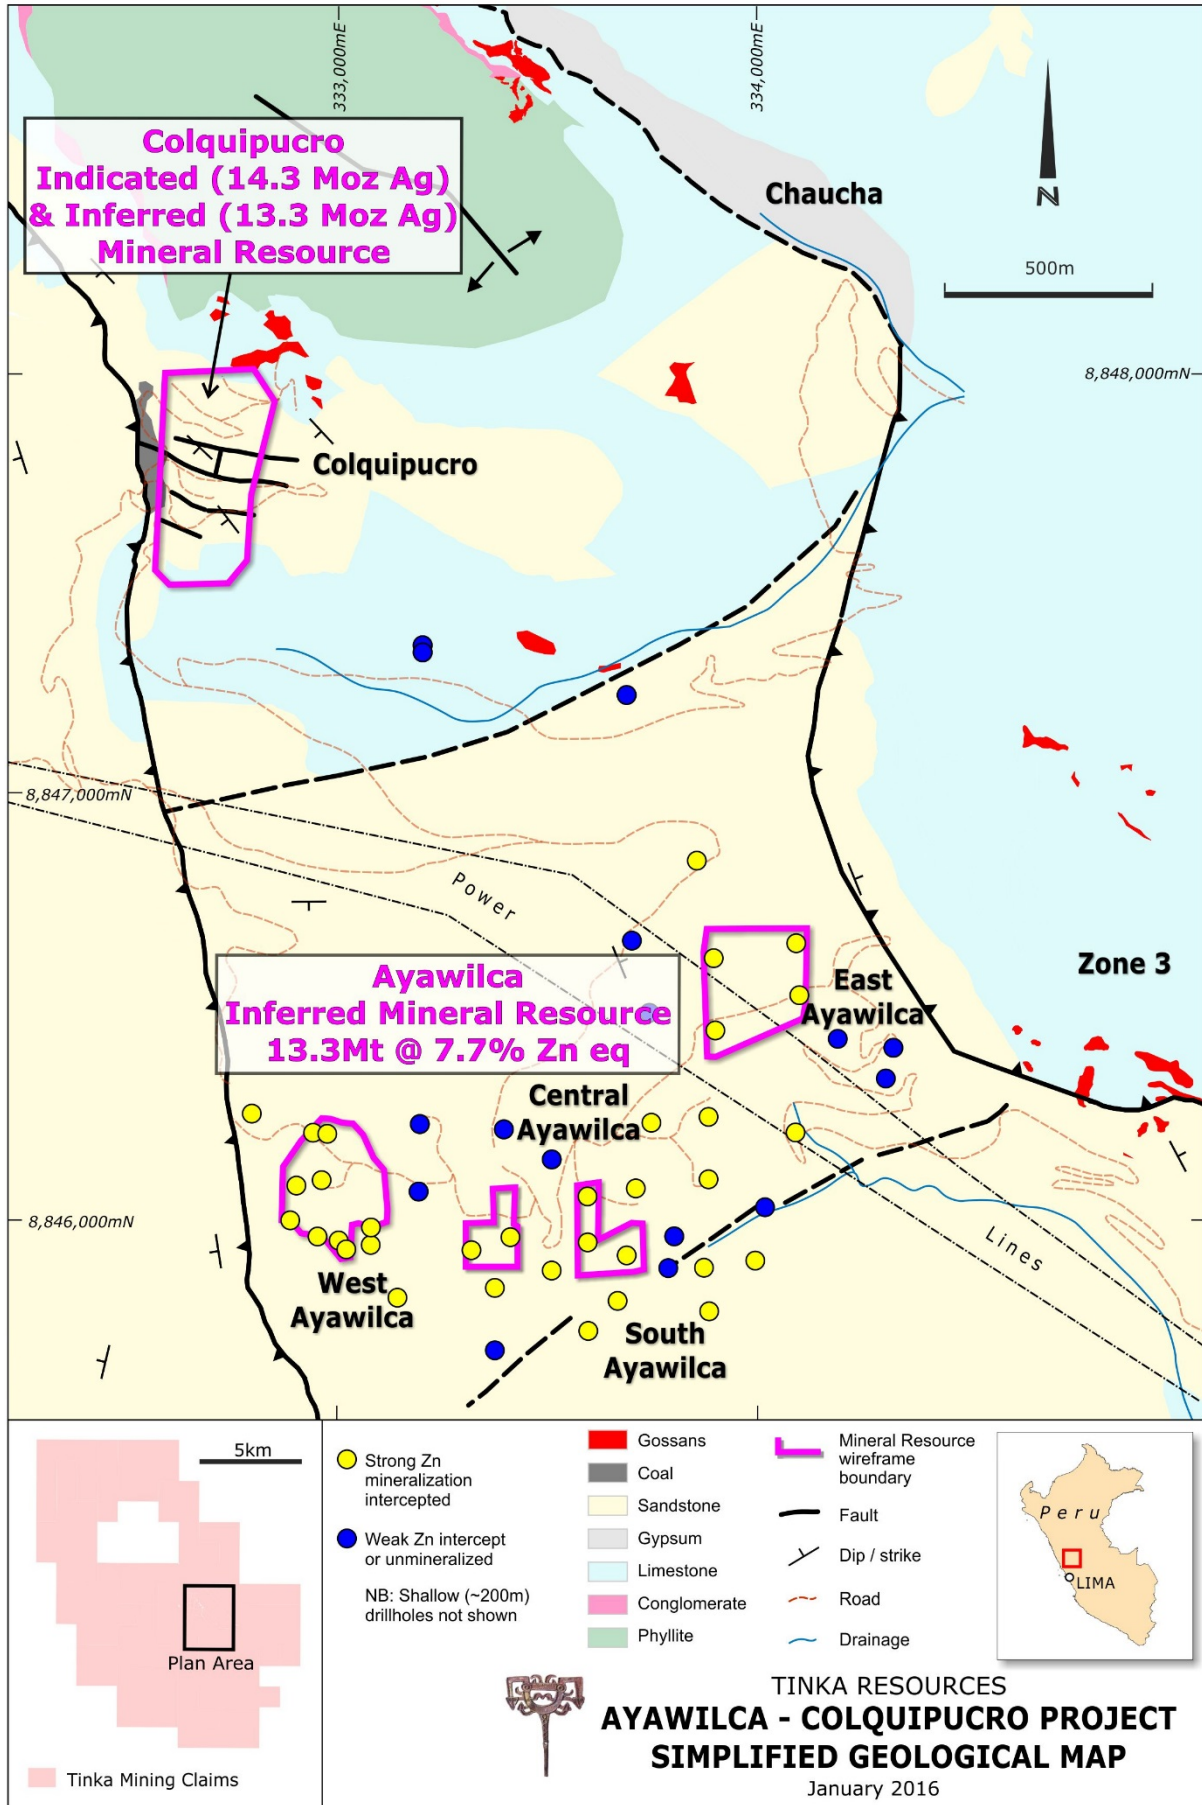 333,000mE
334,000mE
Colquipucro
Indicated (14.3 Moz Ag)
& Inferred (13.3 Moz Ag)
Mineral Resource
Chaucha
N
500m
8,848,000mN
Colquipucro
8,847,000mN
Power
Ayawilca
Inferred Mineral Resource
13.3Mt @ 7.7% Zn eq
East
Ayawilca
Zone 3
Central
Ayawilca
8,846,000mN
Lines
West
Ayawilca
South
Ayawilca
5km
Plan Area
Tinka Mining Claims
Strong Zn
mineralization
intercepted
Weak Zn intercept
or unmineralized
NB: Shallow (~200m)
drillholes not shown
Gossans
Coal
Sandstone
Gypsum
Limestone
Conglomerate
Phyllite
Mineral Resource
wireframe
boundary
Fault
Dip / strike
Road
Drainage
Peru
LIMA
TINKA RESOURCES
AYAWILCA - COLQUIPUCRO PROJECT
SIMPLIFIED GEOLOGICAL MAP
January 2016